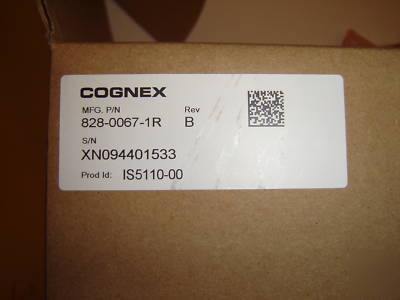 COGNEX
MFG. P/N Rev
828-0067-1R B
S/N
XN094401533
Prod Id: IS5110-00